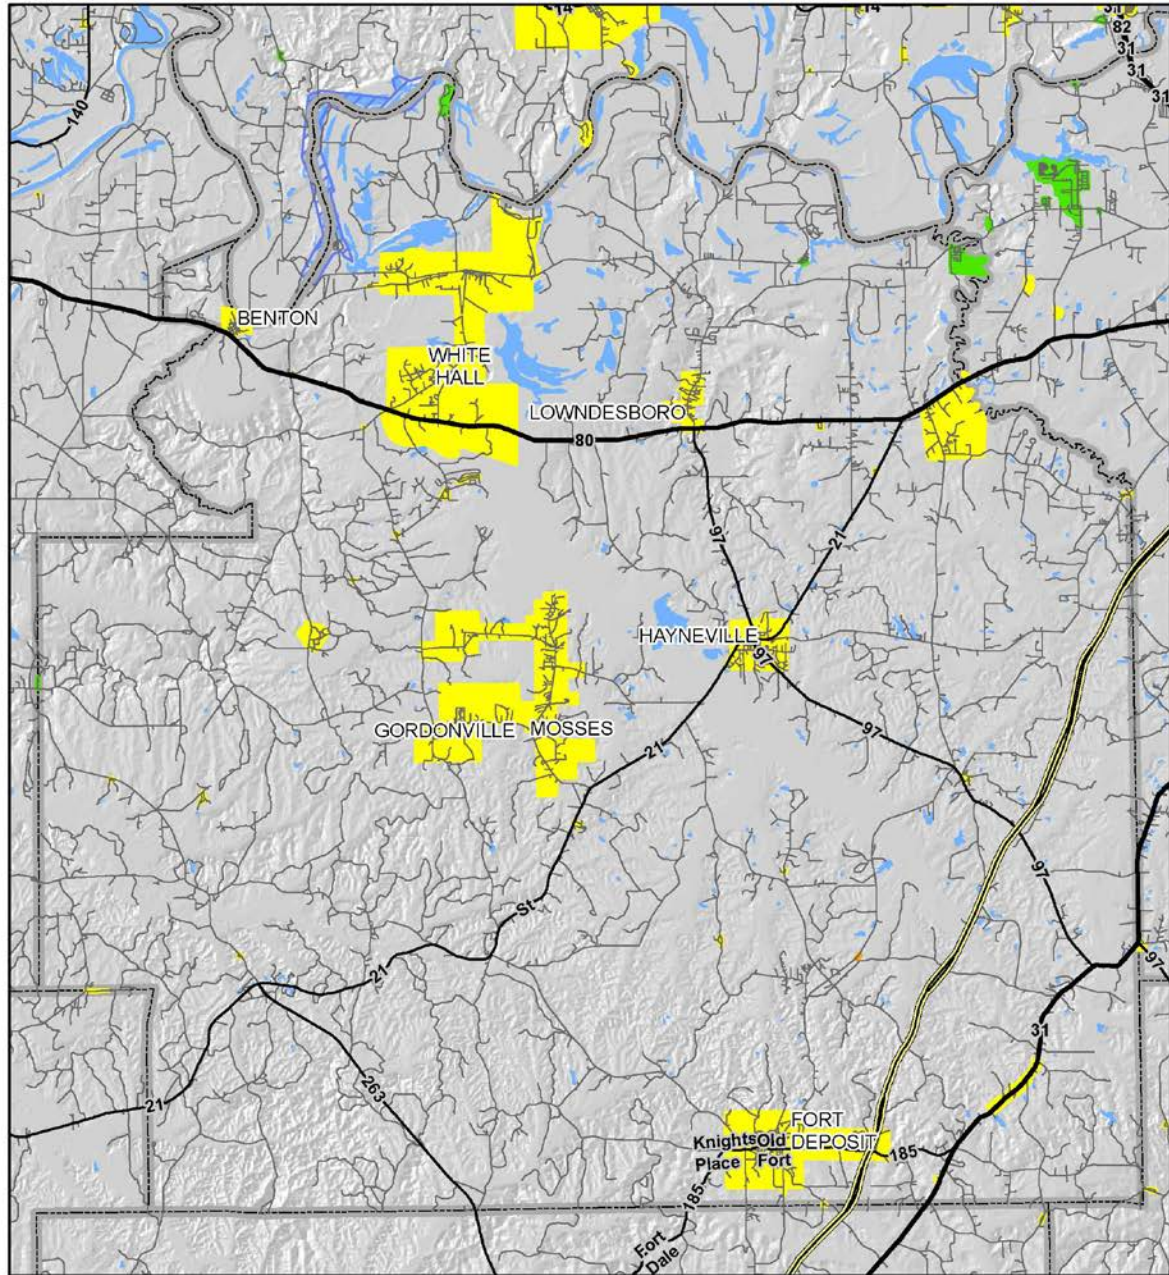 14
14
31
82
31
31
31
140
BENTON
WHITE
HALL
LOWNDESBORO
80
97
21
HAYNEVILLE
97
GORDONVILLE
MOSSES
21
97
97
St
21
97
31
21
263
FORT
DEPOSIT
Knights
Old
Place
Fort
185
185
Fort
Dale